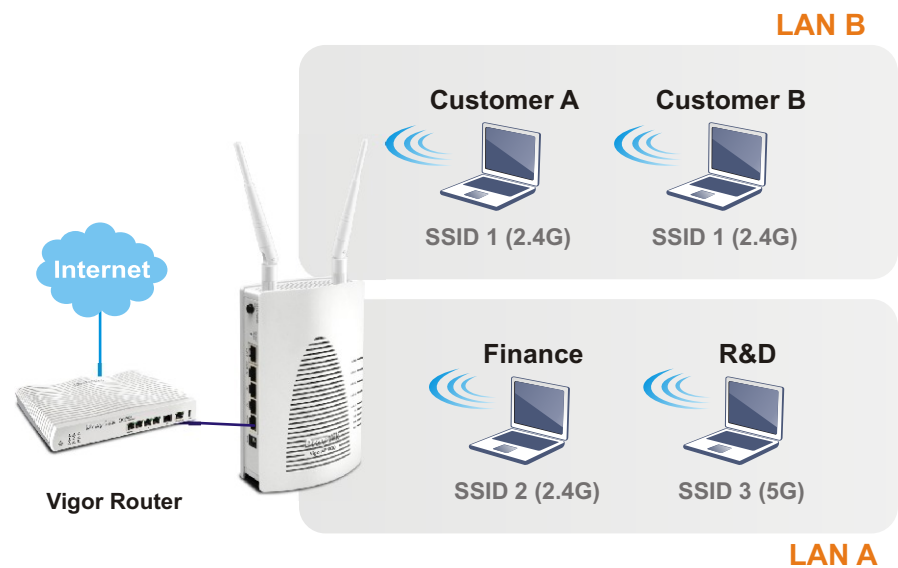 LAN B
Customer A
Customer B
SSID 1 (2.4G)
SSID 1 (2.4G)
Internet
Finance
R&D
SSID 2 (2.4G)
SSID 3 (5G)
Vigor Router
LAN A